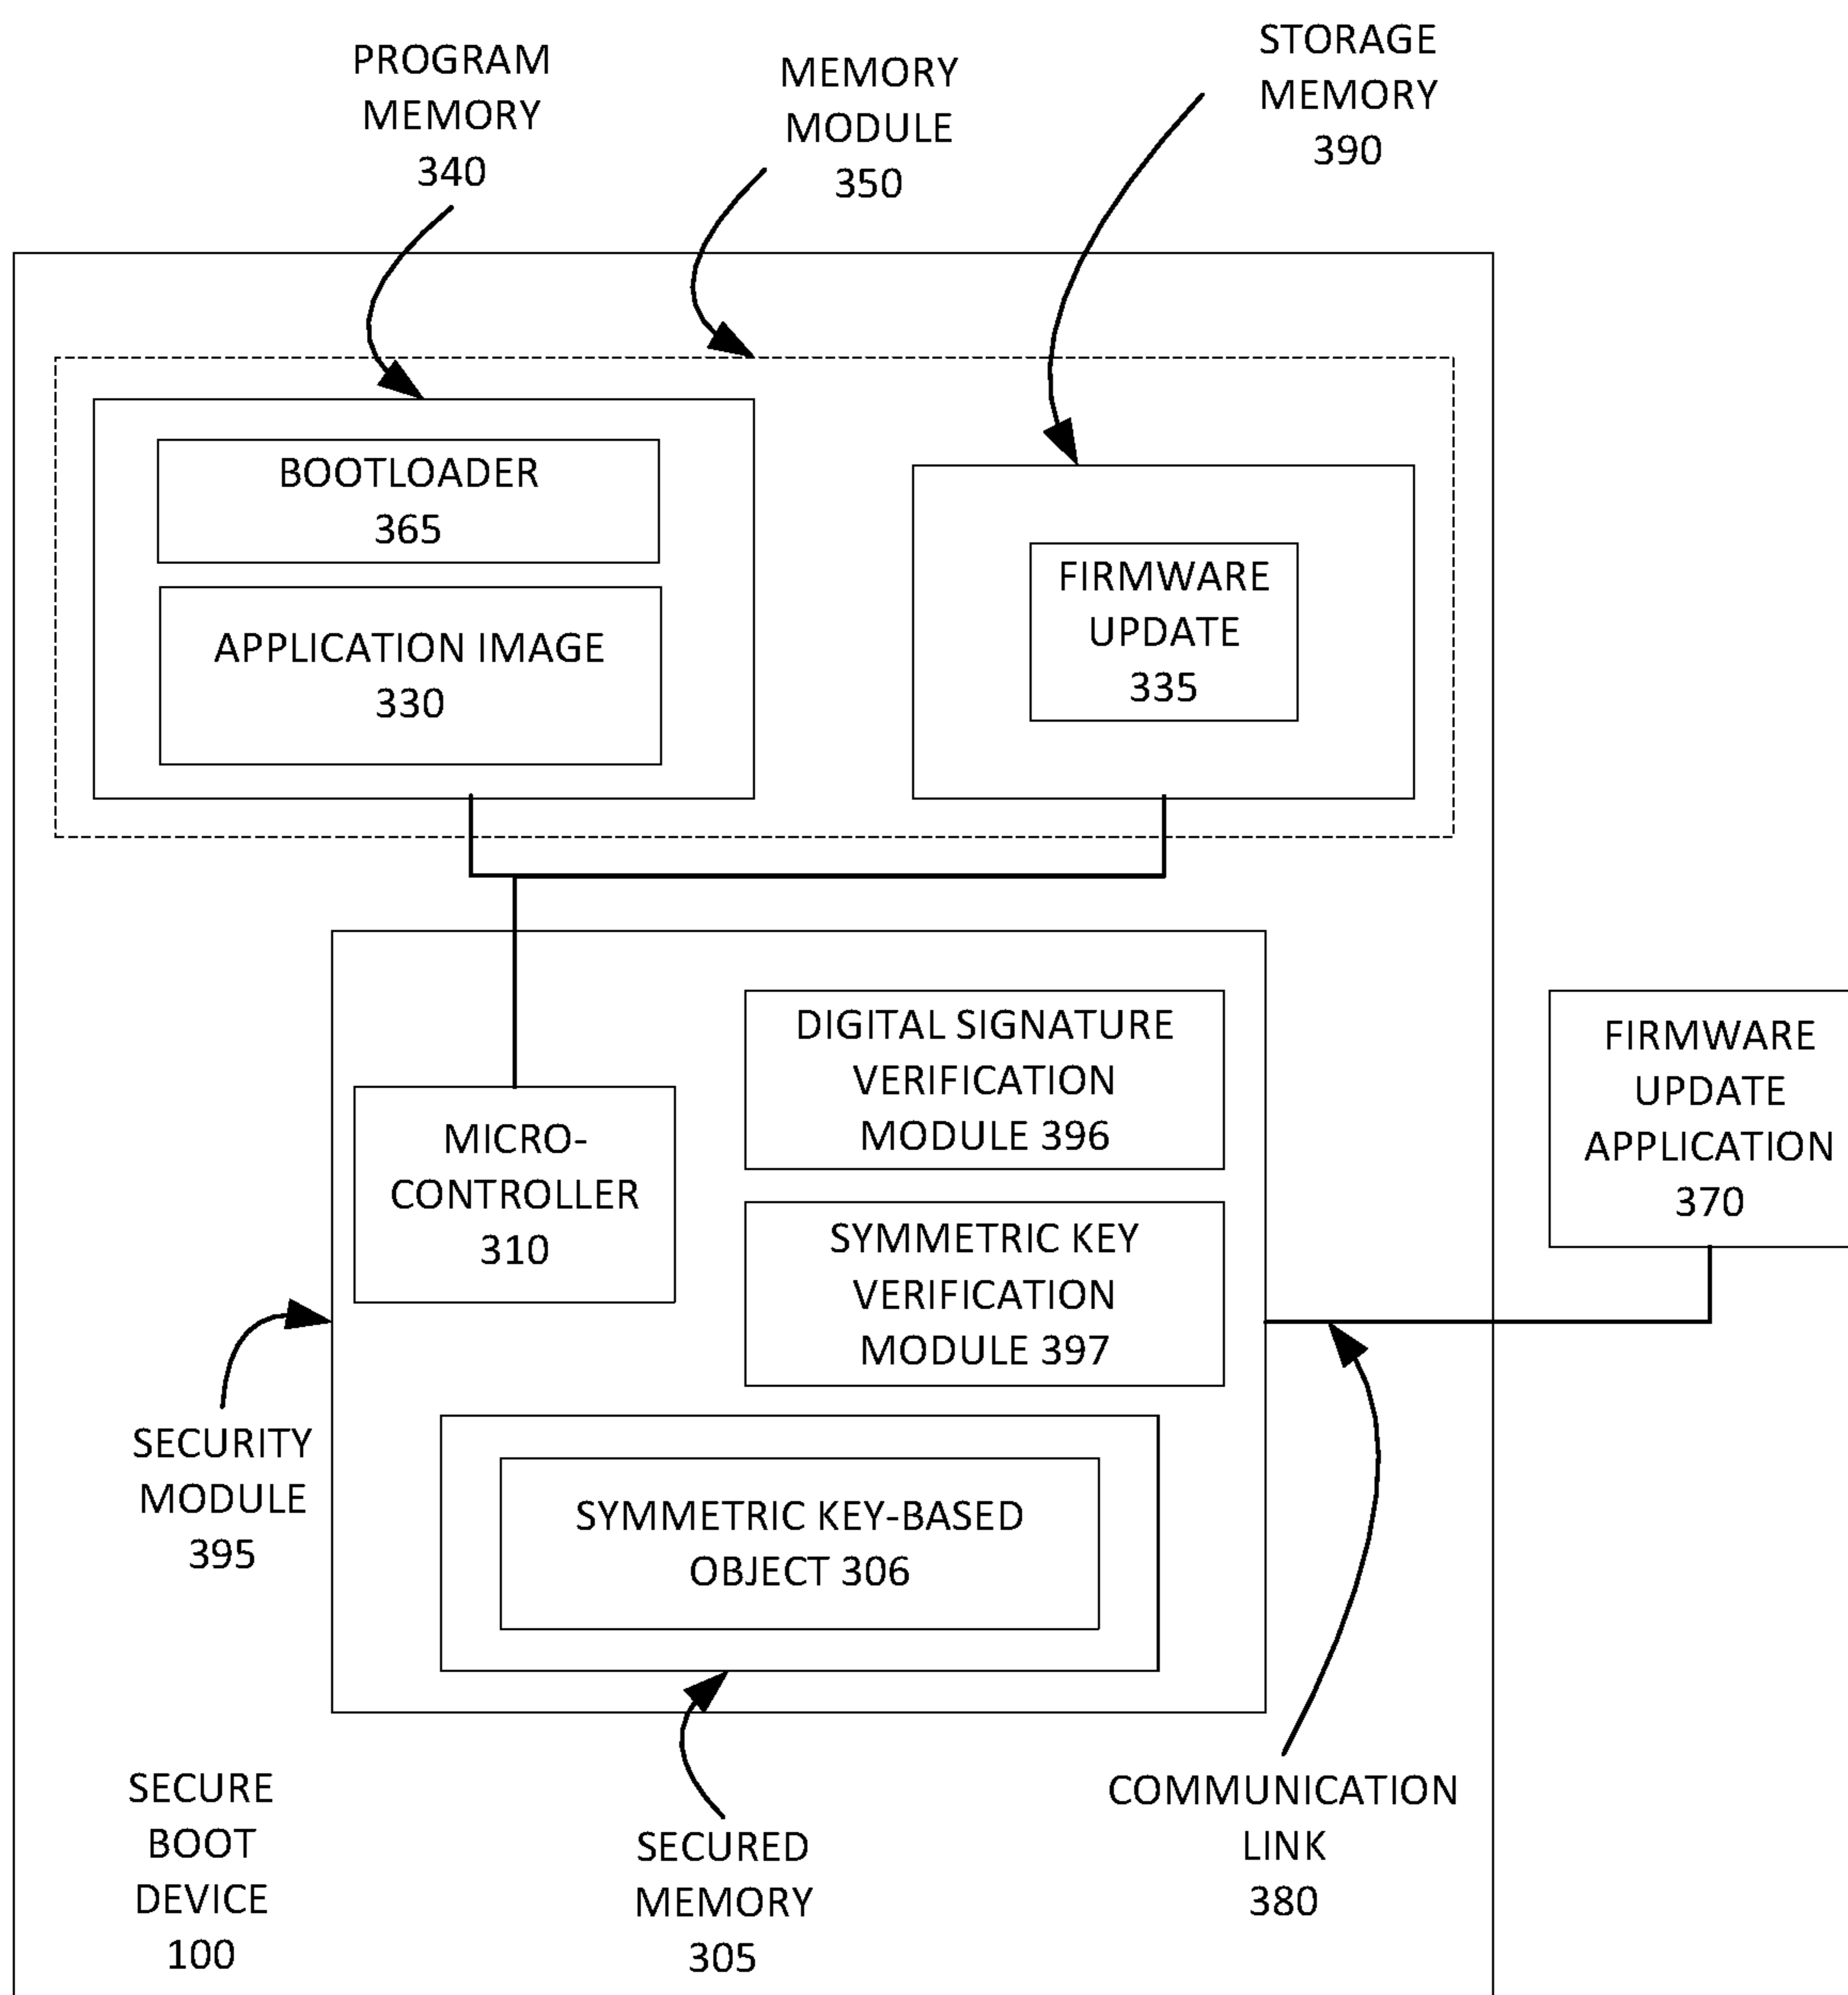 PROGRAM
MEMORY
340
MEMORY
MODULE
350
STORAGE
MEMORY
390
BOOTLOADER
365
APPLICATION IMAGE
330
FIRMWARE
UPDATE
335
DIGITAL SIGNATURE
VERIFICATION
MODULE 396
MICRO-
CONTROLLER
310
SYMMETRIC KEY
VERIFICATION
MODULE 397
FIRMWARE
UPDATE
APPLICATION
370
SECURITY
MODULE
395
SYMMETRIC KEY-BASED
OBJECT 306
SECURE
BOOT
DEVICE
100
SECURED
MEMORY
305
COMMUNICATION
LINK
380